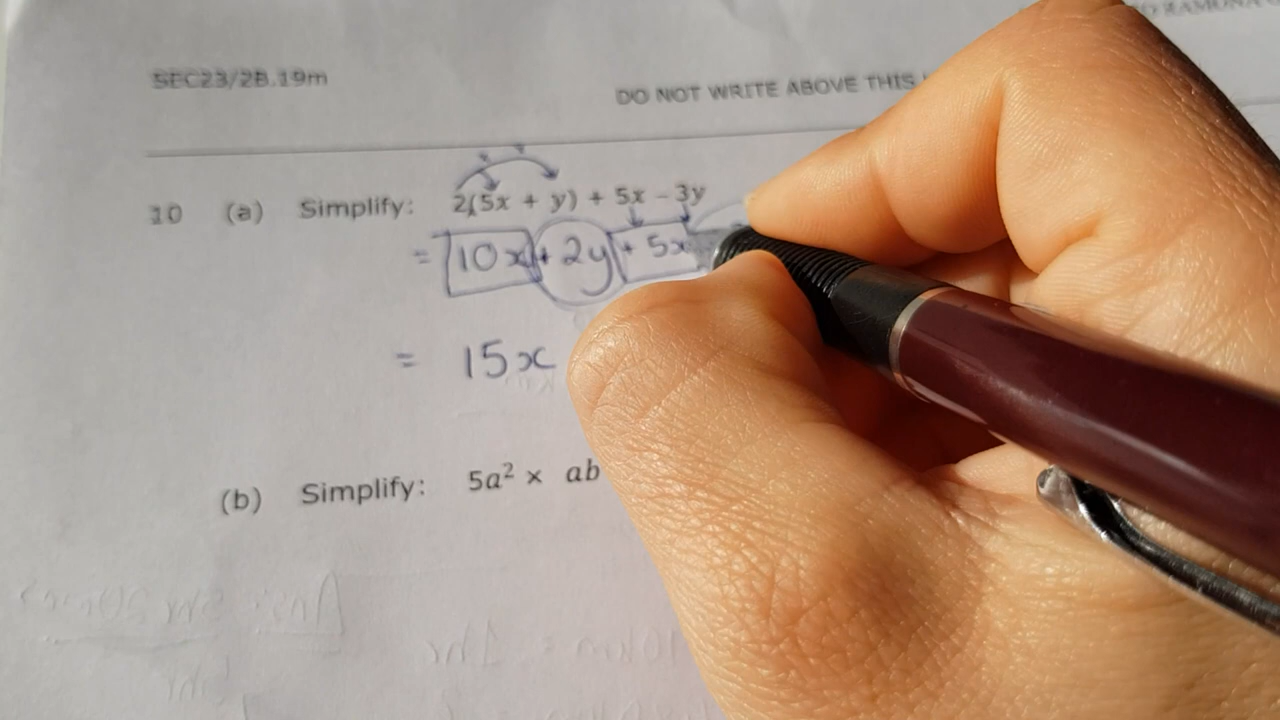 SEC23/2B.19m
DO NOT WRITE ABOVE THIS
10 (a) Simplify: 2(5x + y) + 5x − 3y
= 10x + 2y + 5x
= 15x
(b) Simplify: 5a² × ab